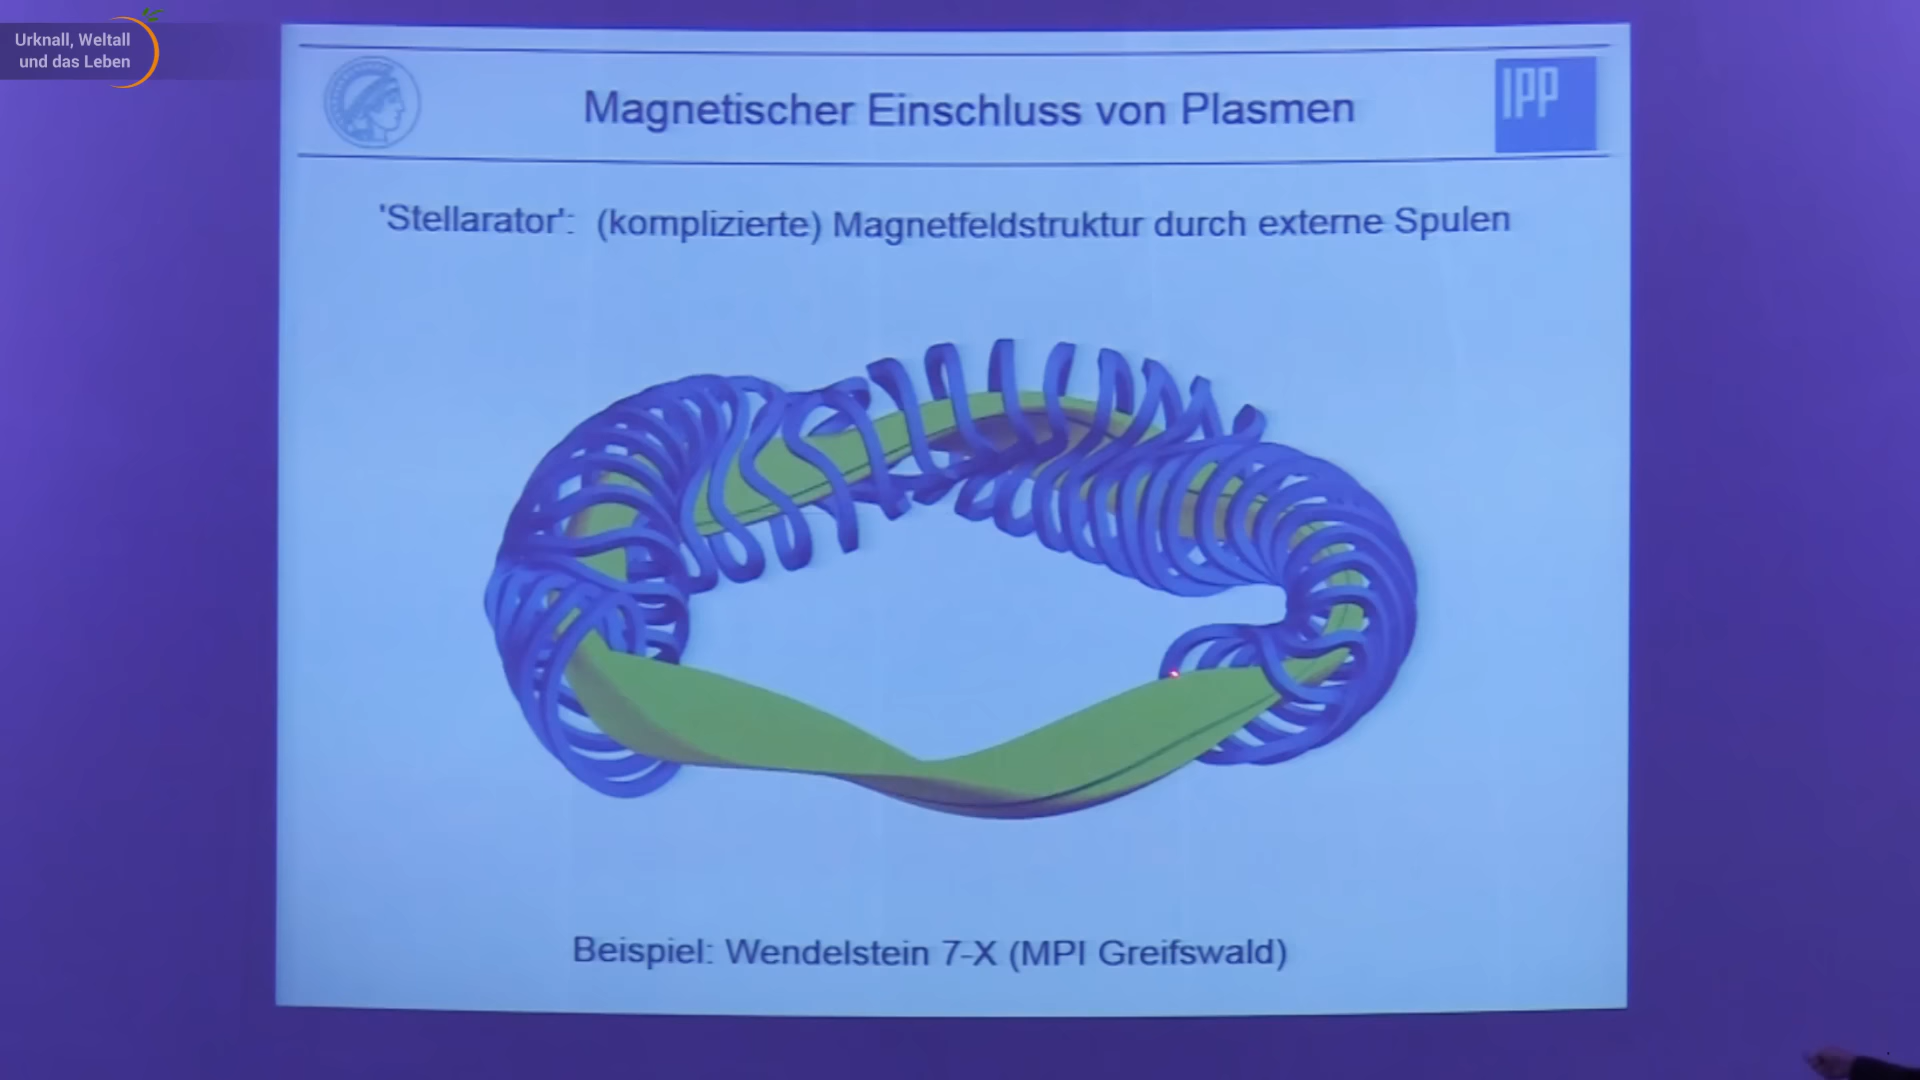 Urknall, Weltall
und das Leben
Magnetischer Einschluss von Plasmen
IPP
'Stellarator': (komplizierte) Magnetfeldstruktur durch externe Spulen
Beispiel: Wendelstein 7-X (MPI Greifswald)